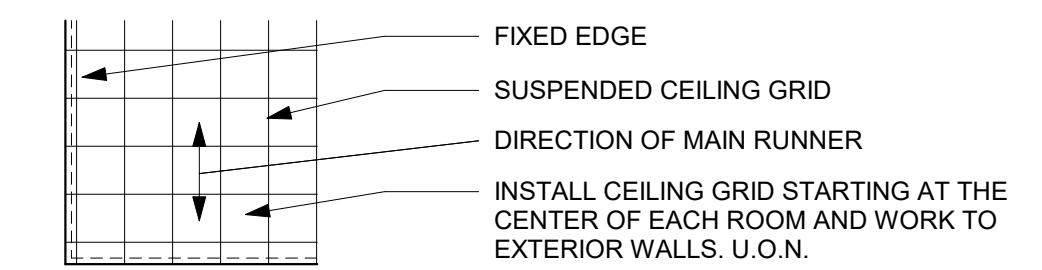 FIXED EDGE
SUSPENDED CEILING GRID
DIRECTION OF MAIN RUNNER
INSTALL CEILING GRID STARTING AT THE
CENTER OF EACH ROOM AND WORK TO
EXTERIOR WALLS. U.O.N.